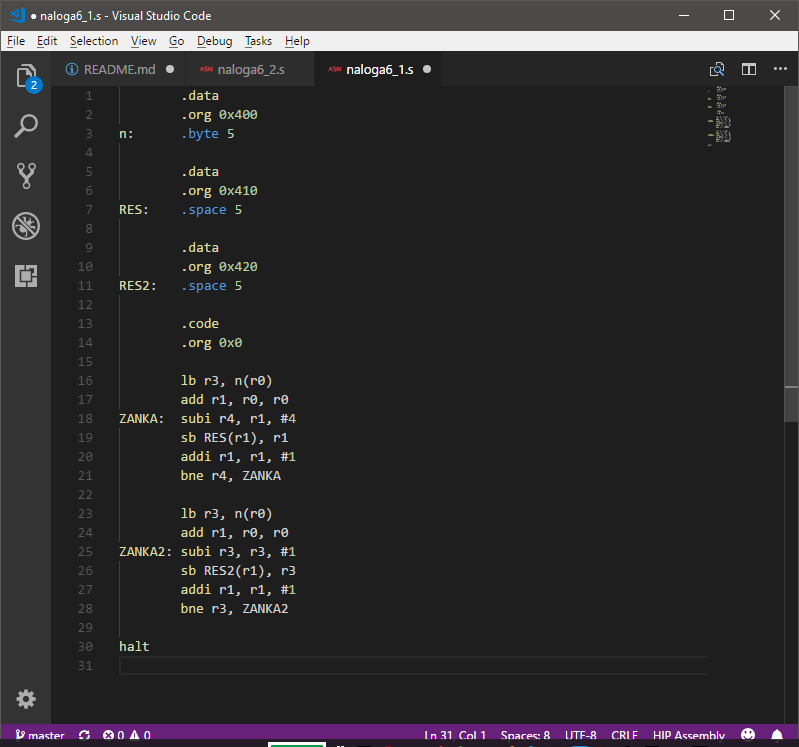 ● naloga6_1.s - Visual Studio Code
File Edit Selection View Go Debug Tasks Help
2
README.md ● ASM naloga6_2.s ASM naloga6_1.s ●
1 .data
2 .org 0x400
3 n: .byte 5
4
5 .data
6 .org 0x410
7 RES: .space 5
8
9 .data
10 .org 0x420
11 RES2: .space 5
12
13 .code
14 .org 0x0
15
16 lb r3, n(r0)
17 add r1, r0, r0
18 ZANKA: subi r4, r1, #4
19 sb RES(r1), r1
20 addi r1, r1, #1
21 bne r4, ZANKA
22
23 lb r3, n(r0)
24 add r1, r0, r0
25 ZANKA2: subi r3, r3, #1
26 sb RES2(r1), r3
27 addi r1, r1, #1
28 bne r3, ZANKA2
29
30 halt
31
master 0 0 Ln 31, Col 1 Spaces: 8 UTF-8 CRLF HIP Assembly